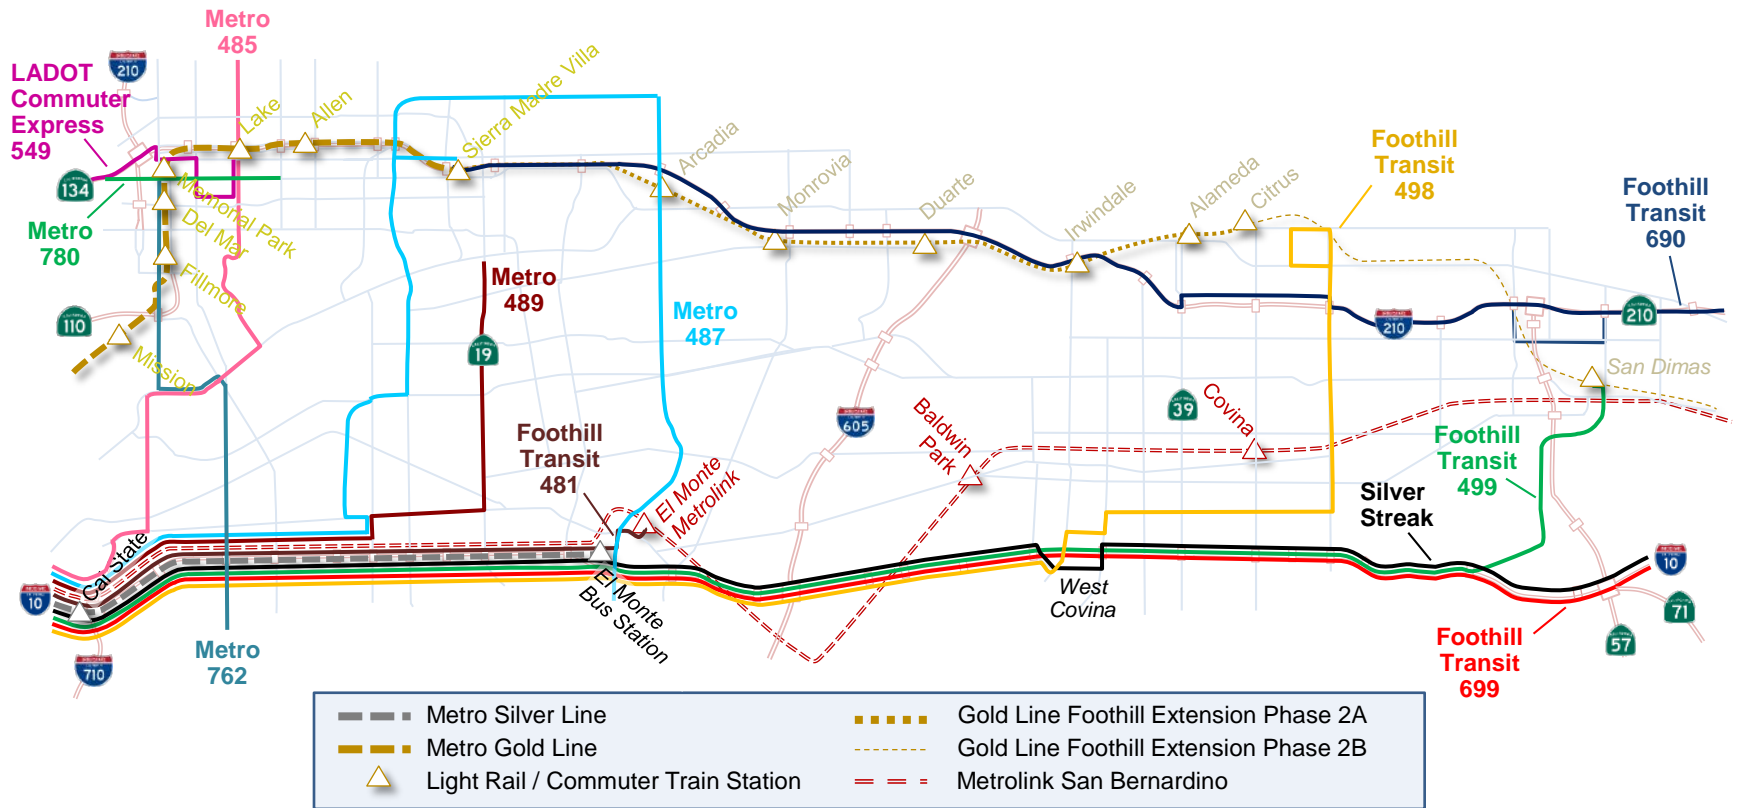 Metro
485
LADOT
Commuter
Express
549
210
Lake
Allen
Sierra Madre Villa
134
Metro
780
Memorial Park
Del Mar
Fillmore
110
Mission
Metro
489
19
Metro
487
Arcadia
Monrovia
Duarte
Irwindale
Alameda
Citrus
Foothill
Transit
498
Foothill
Transit
690
210
210
San Dimas
605
39
Baldwin
Park
Covina
Foothill
Transit
481
El Monte
Metrolink
Foothill
Transit
499
Silver
Streak
Cal State
10
710
Metro
762
El Monte
Bus Station
West
Covina
10
71
57
Foothill
Transit
699
Metro Silver Line
Metro Gold Line
Light Rail / Commuter Train Station
Gold Line Foothill Extension Phase 2A
Gold Line Foothill Extension Phase 2B
Metrolink San Bernardino